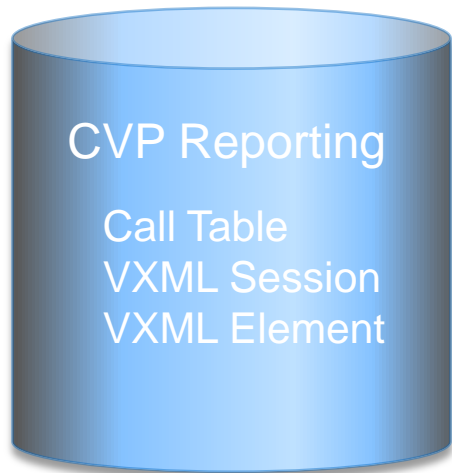 CVP Reporting
Call Table
VXML Session
VXML Element